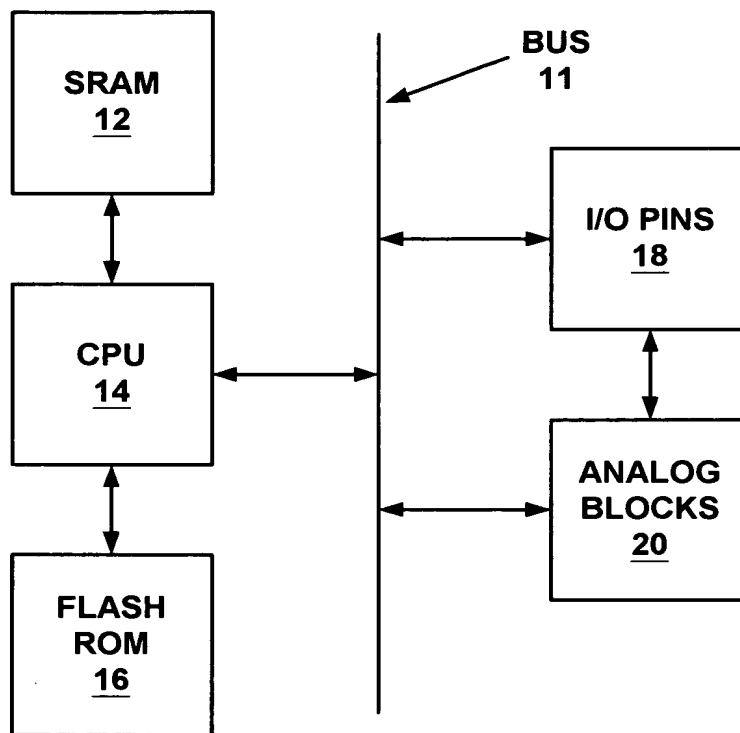 SRAM
12
BUS
11
I/O PINS
18
CPU
14
ANALOG
BLOCKS
20
FLASH
ROM
16